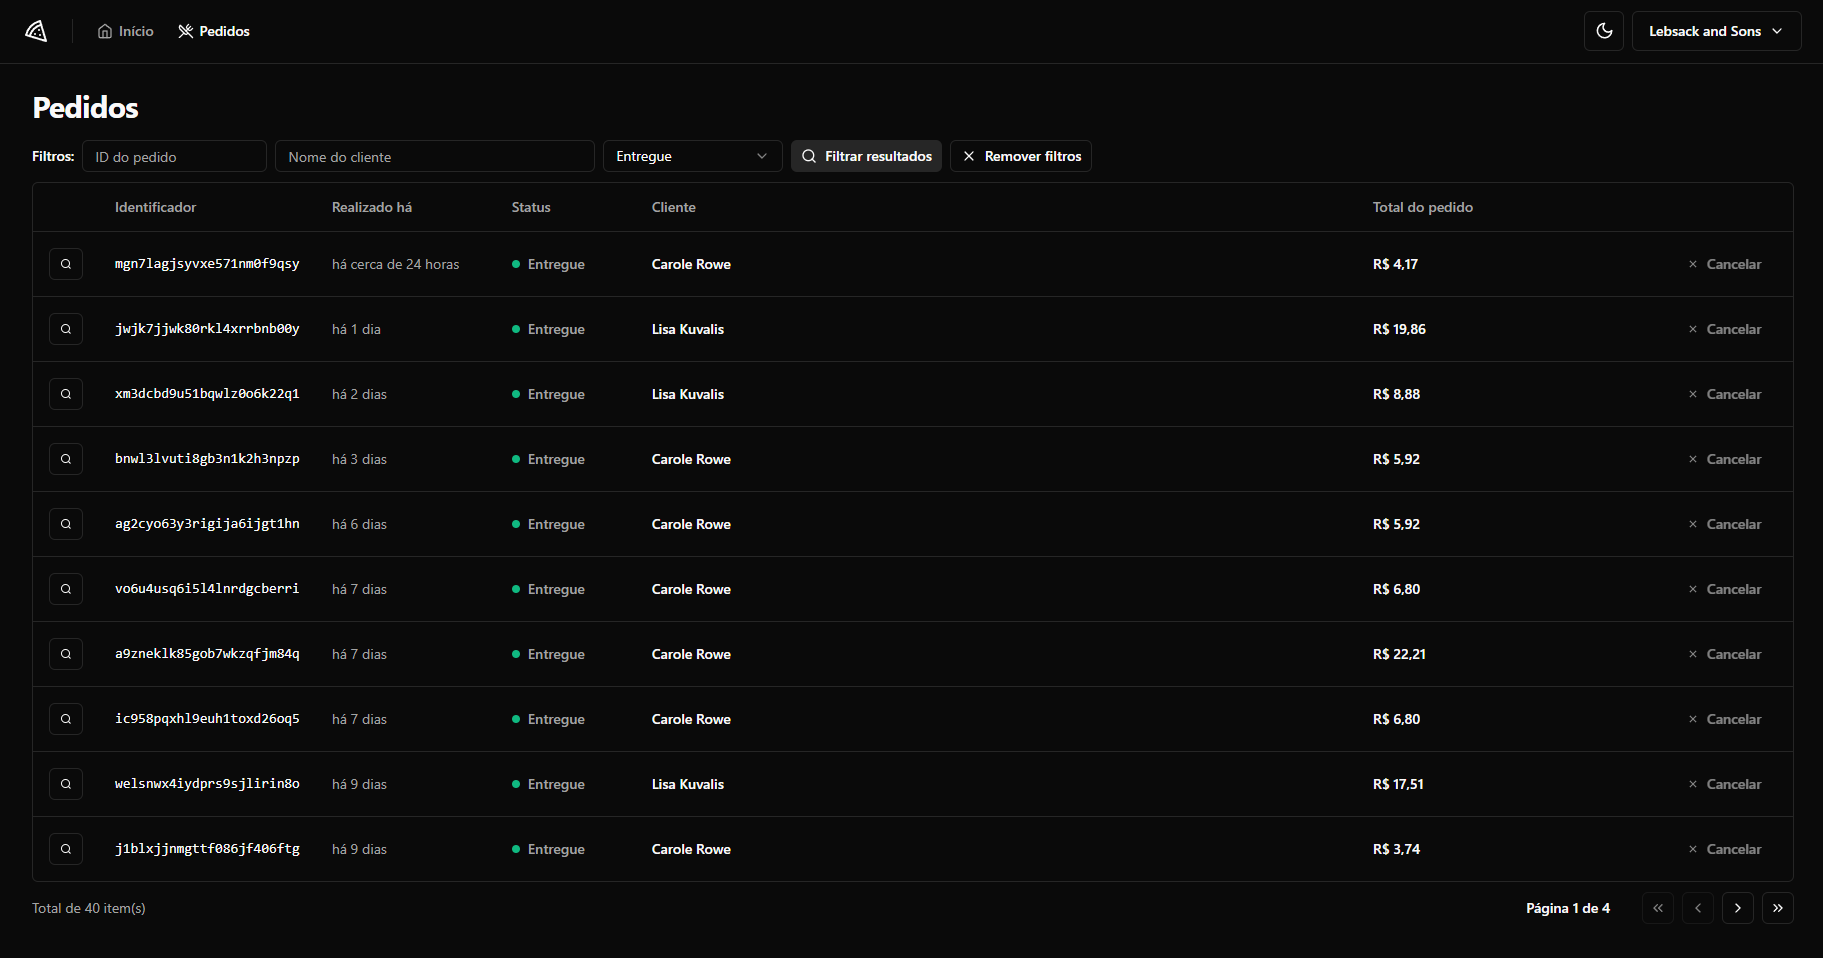 Início Pedidos Lebsack and Sons
Pedidos
Filtros: ID do pedido Nome do cliente Entregue Filtrar resultados Remover filtros
Identificador Realizado há Status Cliente Total do pedido
mgn7lagjsyvxe571nm0f9qsy há cerca de 24 horas Entregue Carole Rowe R$ 4,17 Cancelar
jwjk7jjwk80rkl4xrrbnb00y há 1 dia Entregue Lisa Kuvalis R$ 19,86 Cancelar
xm3dcbd9u51bqwlz0o6k22q1 há 2 dias Entregue Lisa Kuvalis R$ 8,88 Cancelar
bnwl3lvuti8gb3n1k2h3npzp há 3 dias Entregue Carole Rowe R$ 5,92 Cancelar
ag2cyo63y3rigija6ijgt1hn há 6 dias Entregue Carole Rowe R$ 5,92 Cancelar
vo6u4usq6i5l4lnrdgcberri há 7 dias Entregue Carole Rowe R$ 6,80 Cancelar
a9zneklk85gob7wkzqfjm84q há 7 dias Entregue Carole Rowe R$ 22,21 Cancelar
ic958pqxhl9euh1toxd26oq5 há 7 dias Entregue Carole Rowe R$ 6,80 Cancelar
welsnwx4iydprs9sjlirin8o há 9 dias Entregue Lisa Kuvalis R$ 17,51 Cancelar
j1blxjjnmgttf086jf406ftg há 9 dias Entregue Carole Rowe R$ 3,74 Cancelar
Total de 40 item(s) Página 1 de 4